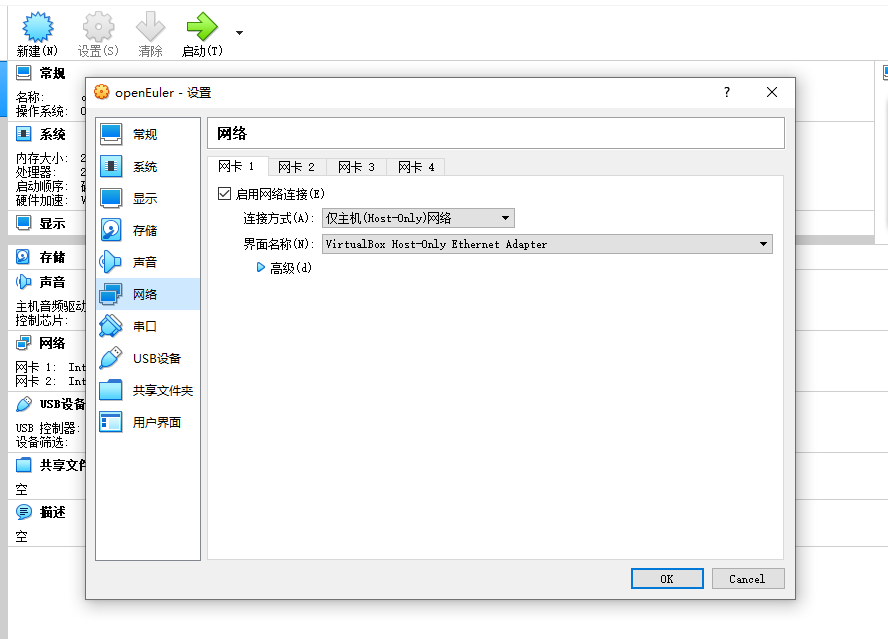 新建(N) 设置(S) 清除 启动(T)
常规
名称:
操作系统:
系统
内存大小: 2
处理器: 2
启动顺序:
硬件加速:
显示
存储
声音
主机音频驱动
控制芯片:
网络
网卡 1: Int
网卡 2: Int
USB设备
USB 控制器:
设备筛选:
共享文件
空
描述
空
openEuler - 设置
?
常规
系统
显示
存储
声音
网络
串口
USB设备
共享文件夹
用户界面
网络
网卡 1 网卡 2 网卡 3 网卡 4
启用网络连接(E)
连接方式(A): 仅主机(Host-Only)网络
界面名称(N): VirtualBox Host-Only Ethernet Adapter
高级(d)
OK Cancel